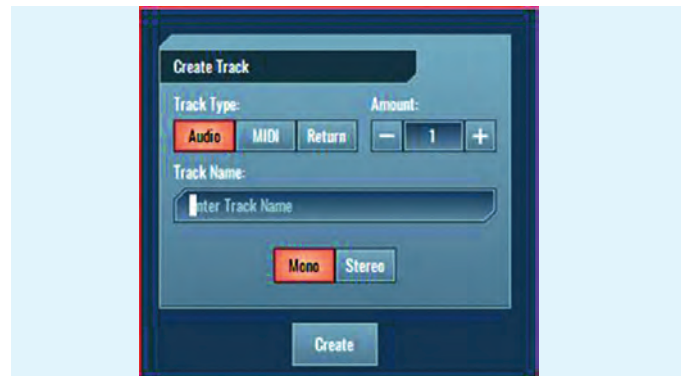 Create Track
Track Type: Amount:
Audio MIDI Return − 1 +
Track Name:
nter Track Name
Mono Stereo
Create